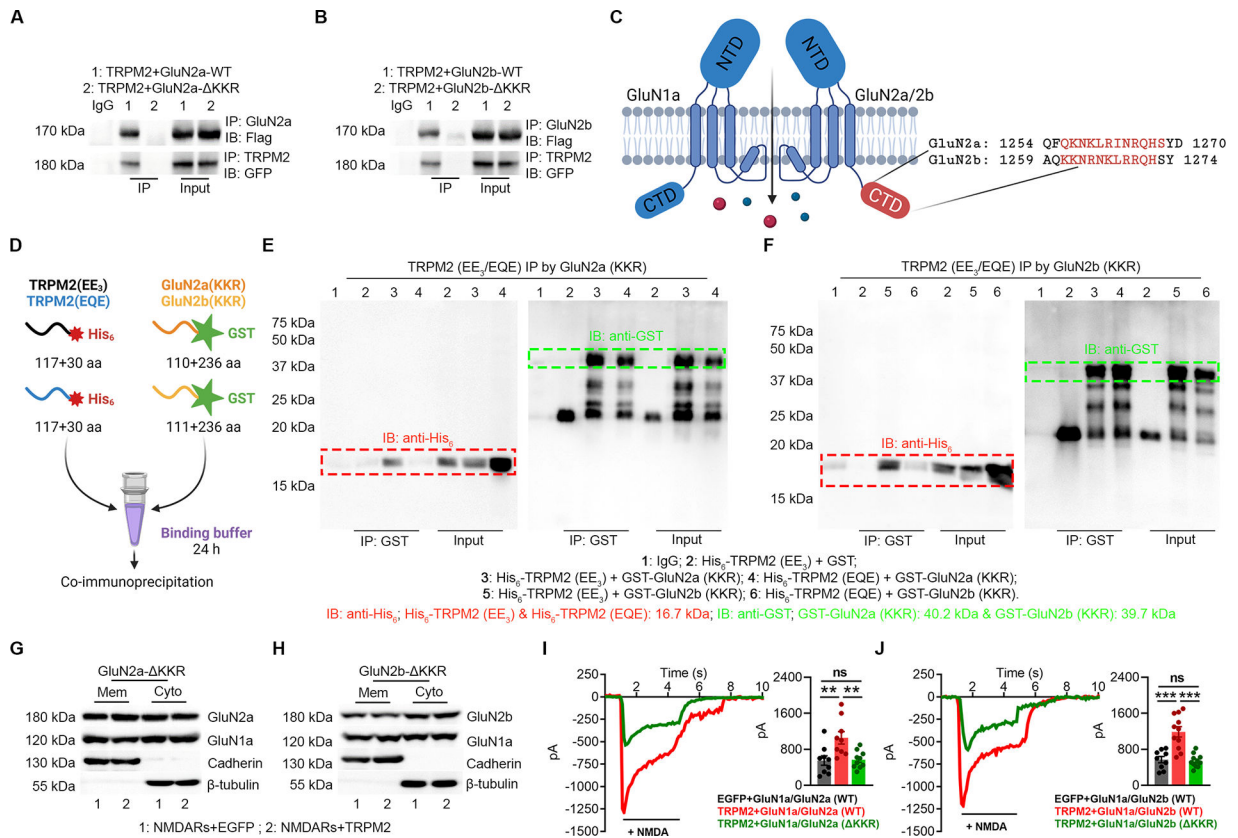 A
1: TRPM2+GluN2a-WT
2: TRPM2+GluN2a-ΔKKR
IgG 1 2 1 2
170 kDa
IP: GluN2a
IB: Flag
180 kDa
IP: TRPM2
IB: GFP
IP Input
B
1: TRPM2+GluN2b-WT
2: TRPM2+GluN2b-ΔKKR
IgG 1 2 1 2
170 kDa
IP: GluN2b
IB: Flag
180 kDa
IP: TRPM2
IB: GFP
IP Input
C
NTD NTD
GluN1a GluN2a/2b
CTD CTD
GluN2a: 1254 QFQKNKLRINRQHSYD 1270
GluN2b: 1259 AQKKNRNKLRRQHSY 1274
D
TRPM2(EE3) GluN2a(KKR)
TRPM2(EQE) GluN2b(KKR)
His6 GST
117+30 aa 110+236 aa
His6 GST
117+30 aa 111+236 aa
Binding buffer
24 h
Co-immunoprecipitation
E
TRPM2 (EE3/EQE) IP by GluN2a (KKR)
1 2 3 4 2 3 4 1 2 3 4 2 3 4
75 kDa
50 kDa
37 kDa
25 kDa
20 kDa
15 kDa
IB: anti-GST
IB: anti-His6
IP: GST Input IP: GST Input
F
TRPM2 (EE3/EQE) IP by GluN2b (KKR)
1 2 5 6 2 5 6 1 2 3 4 2 5 6
75 kDa
50 kDa
37 kDa
25 kDa
20 kDa
15 kDa
IB: anti-GST
IB: anti-His6
IP: GST Input IP: GST Input
1: IgG; 2: His6-TRPM2 (EE3) + GST;
3: His6-TRPM2 (EE3) + GST-GluN2a (KKR); 4: His6-TRPM2 (EQE) + GST-GluN2a (KKR);
5: His6-TRPM2 (EE3) + GST-GluN2b (KKR); 6: His6-TRPM2 (EQE) + GST-GluN2b (KKR).
IB: anti-His6; His6-TRPM2 (EE3) & His6-TRPM2 (EQE): 16.7 kDa; IB: anti-GST; GST-GluN2a (KKR): 40.2 kDa & GST-GluN2b (KKR): 39.7 kDa
G
GluN2a-ΔKKR
Mem Cyto
180 kDa GluN2a
120 kDa GluN1a
130 kDa Cadherin
55 kDa β-tubulin
1 2 1 2
H
GluN2b-ΔKKR
Mem Cyto
180 kDa GluN2b
120 kDa GluN1a
130 kDa Cadherin
55 kDa β-tubulin
1 2 1 2
1: NMDARs+EGFP ; 2: NMDARs+TRPM2
I
Time (s)
2 4 6 8 10
250
0
-250
-500
-750
-1000
-1250
-1500
pA
+ NMDA
ns
** **
2400
1600
800
0
pA
EGFP+GluN1a/GluN2a (WT)
TRPM2+GluN1a/GluN2a (WT)
TRPM2+GluN1a/GluN2a (ΔKKR)
J
Time (s)
2 4 6 8 10
250
0
-250
-500
-750
-1000
-1250
-1500
pA
+ NMDA
ns
*** ***
2400
1600
800
0
pA
EGFP+GluN1a/GluN2b (WT)
TRPM2+GluN1a/GluN2b (WT)
TRPM2+GluN1a/GluN2b (ΔKKR)